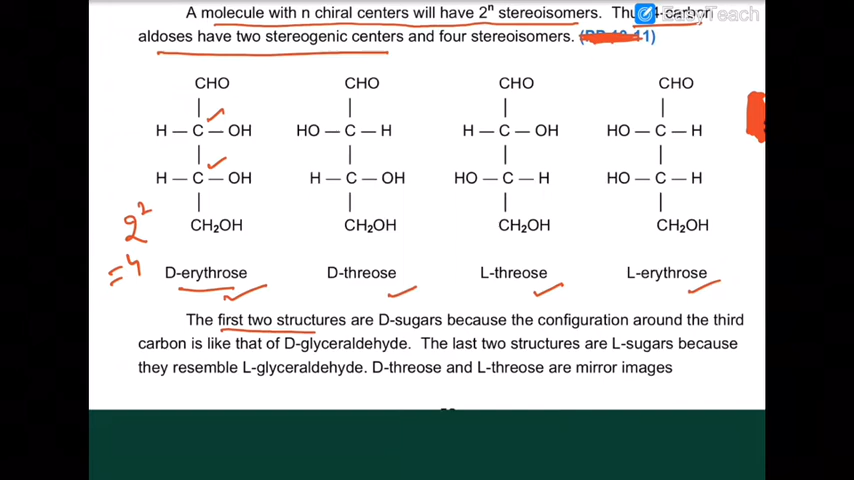 A molecule with n chiral centers will have 2ⁿ stereoisomers. Thu -carbon
EasyTeach
aldoses have two stereogenic centers and four stereoisomers. 11)
CHO CHO CHO CHO
H — C — OH HO — C — H H — C — OH HO — C — H
H — C — OH H — C — OH HO — C — H HO — C — H
CH₂OH CH₂OH CH₂OH CH₂OH
2²
=4
D-erythrose D-threose L-threose L-erythrose
The first two structures are D-sugars because the configuration around the third
carbon is like that of D-glyceraldehyde. The last two structures are L-sugars because
they resemble L-glyceraldehyde. D-threose and L-threose are mirror images